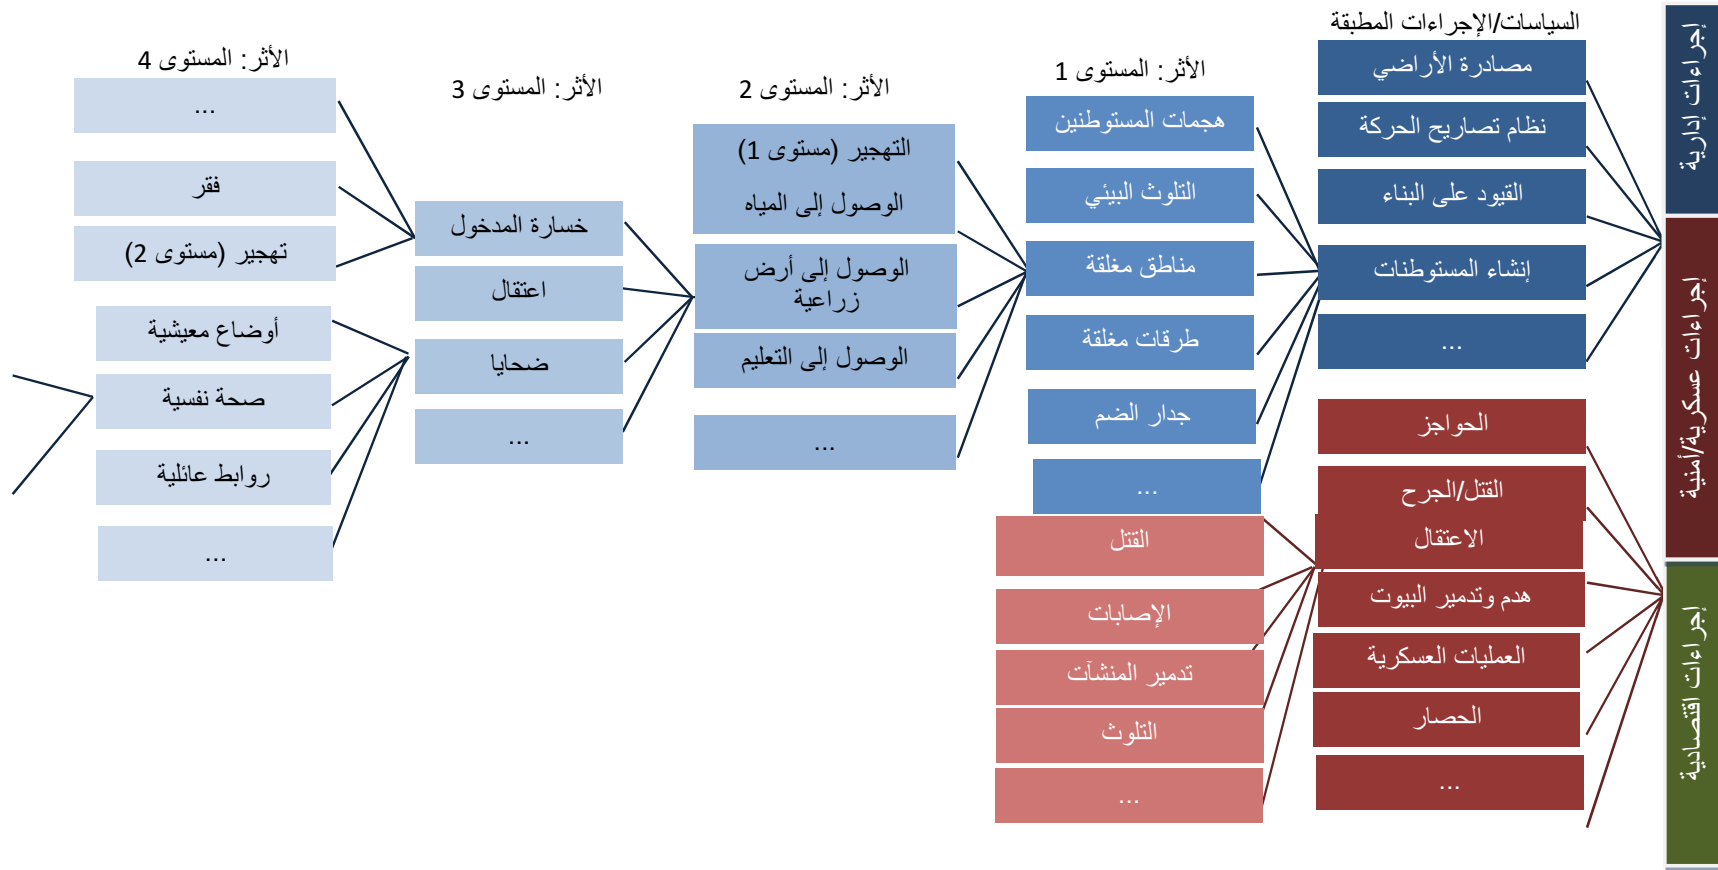 إجراءات إدارية
إجراءات عسكرية/أمنية
إجراءات اقتصادية
السياسات/الإجراءات المطبقة
مصادرة الأراضي
نظام تصاريح الحركة
القيود على البناء
إنشاء المستوطنات
...
الحواجز
القتل/الجرح
الاعتقال
هدم وتدمير البيوت
العمليات العسكرية
الحصار
...
الأثر: المستوى 1
هجمات المستوطنين
التلوث البيئي
مناطق مغلقة
طرقات مغلقة
جدار الضم
...
القتل
الإصابات
تدمير المنشآت
التلوث
...
الأثر: المستوى 2
التهجير (مستوى 1)
الوصول إلى المياه
الوصول إلى أرض
زراعية
الوصول إلى التعليم
...
الأثر: المستوى 3
خسارة المدخول
اعتقال
ضحايا
...
الأثر: المستوى 4
...
فقر
تهجير (مستوى 2)
أوضاع معيشية
صحة نفسية
روابط عائلية
...